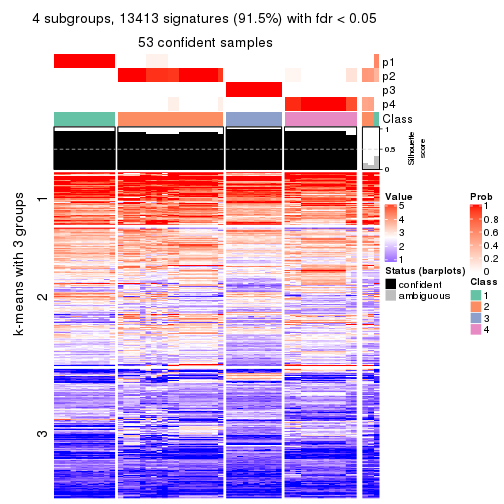 4 subgroups, 13413 signatures (91.5%) with fdr < 0.05
53 confident samples
p1
p2
p3
p4
Class
1
0.5
0
Silhouette
score
k-means with 3 groups
1
2
3
Value
5
4
3
2
1
Status (barplots)
confident
ambiguous
Prob
1
0.8
0.6
0.4
0.2
0
Class
1
2
3
4